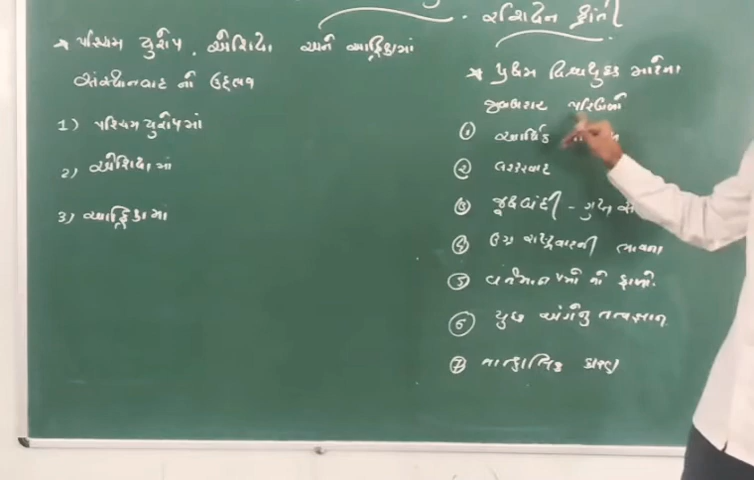 રશિયન ક્રાંતિ
* પશ્ચિમ યુરોપ, એશિયા અને આફ્રિકામાં
સંસ્થાનવાદ નો ઉદ્દભવ
1) પશ્ચિમ યુરોપમાં
2) એશિયામાં
3) આફ્રિકામાં
* પ્રથમ વિશ્વયુદ્ધ માટેના
જવાબદાર પરિબળો
① આર્થિક
② લશ્કરવાદ
③ જૂથબંધી - ગુપ્ત
④ ઉગ્ર રાષ્ટ્રવાદની ભાવના
⑤ વર્તમાનપત્રો નો ફાળો.
⑥ યુદ્ધ અંગેનું તત્વજ્ઞાન
⑦ તાત્કાલિક કારણ